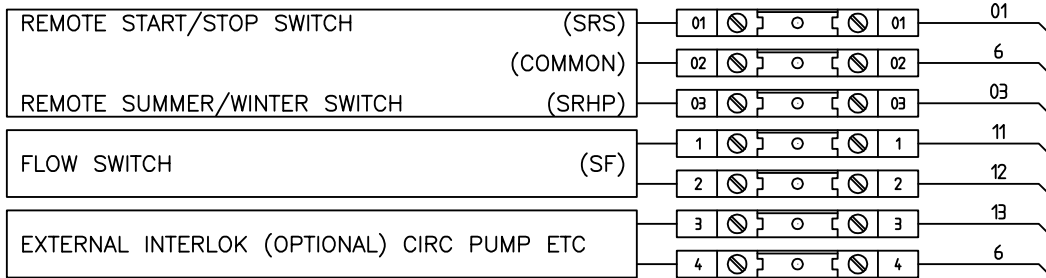 REMOTE START/STOP SWITCH (SRS) 01 01 01
(COMMON) 02 02 6
REMOTE SUMMER/WINTER SWITCH (SRHP) 03 03 03
1 1 11
FLOW SWITCH (SF)
2 2 12
3 3 13
EXTERNAL INTERLOK (OPTIONAL) CIRC PUMP ETC
4 4 6